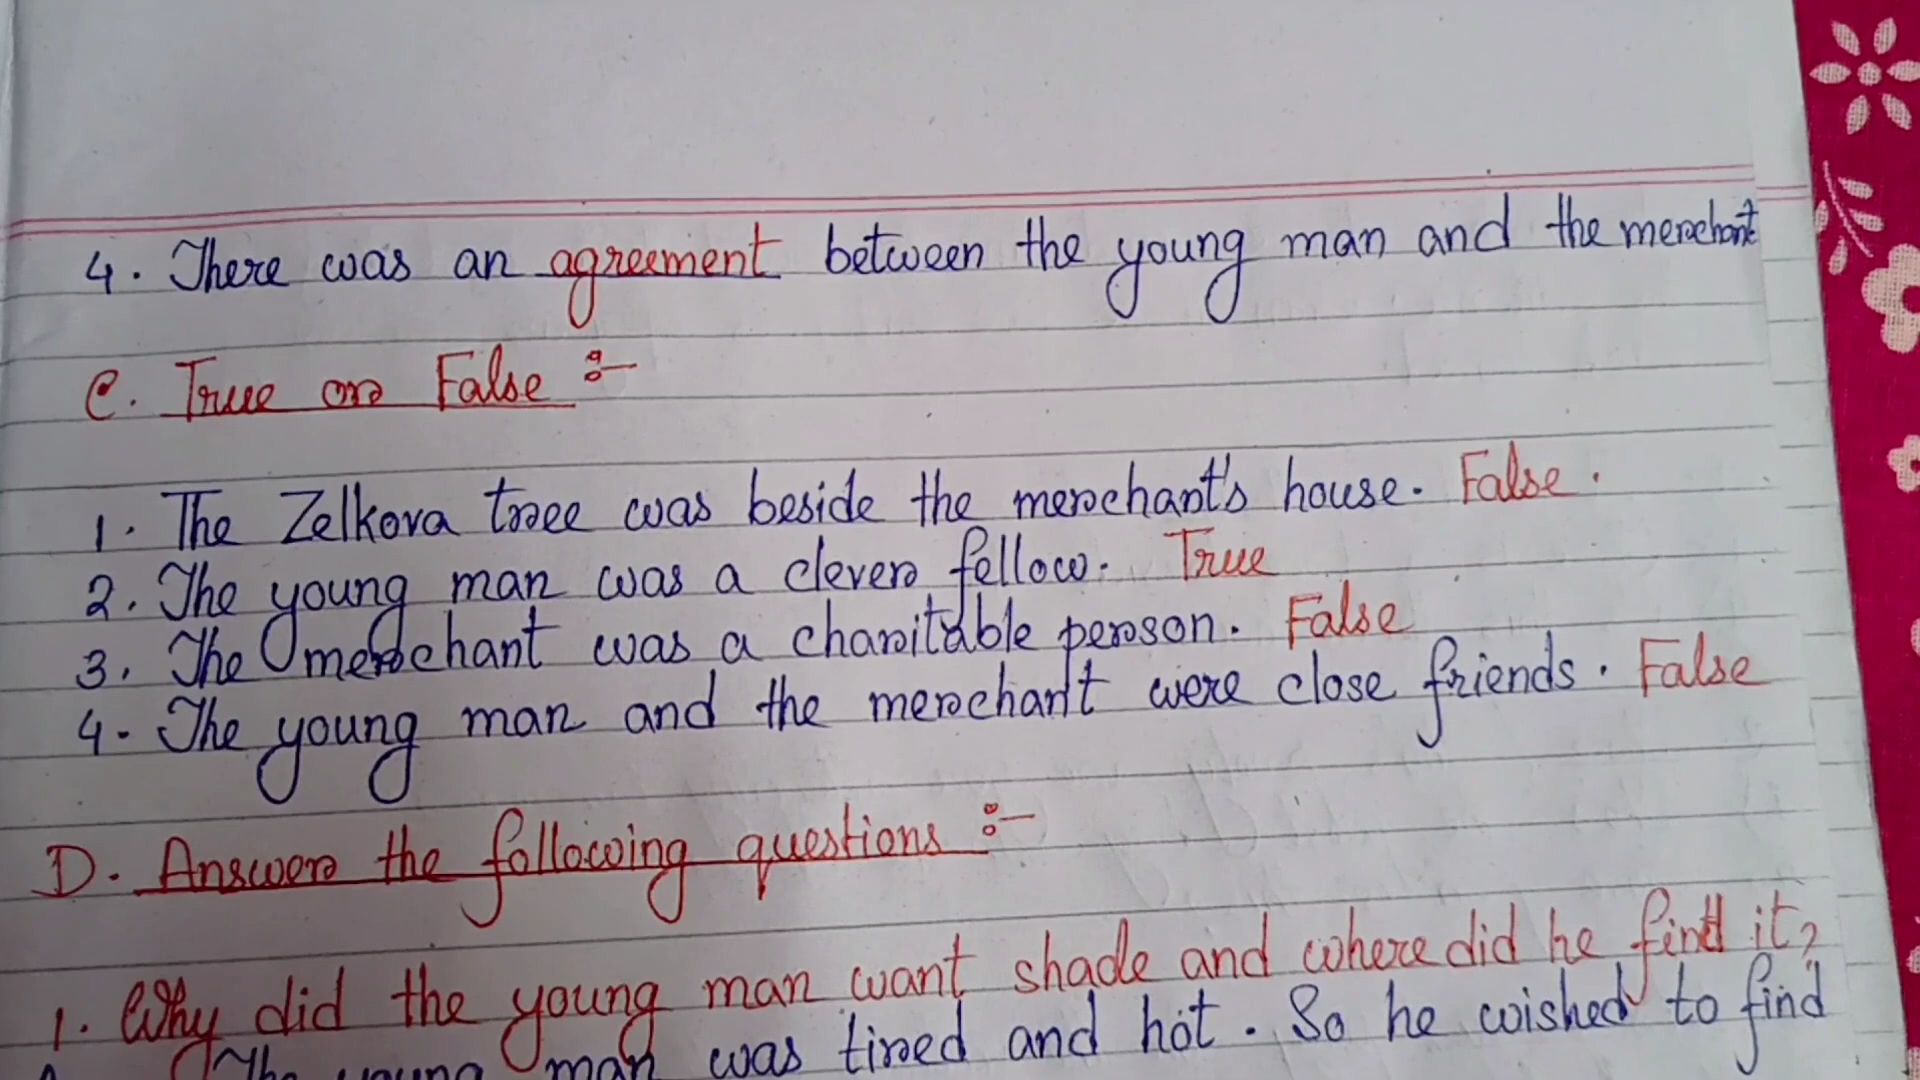 4. There was an agreement between the young man and the merchant
C. True or False :-
1. The Zelkova tree was beside the merchant's house. False.
2. The young man was a clever fellow. True
3. The merchant was a charitable person. False
4. The young man and the merchant were close friends. False
D. Answer the following questions :-
1. Why did the young man want shade and where did he find it?
The young man was tired and hot. So he wished to find